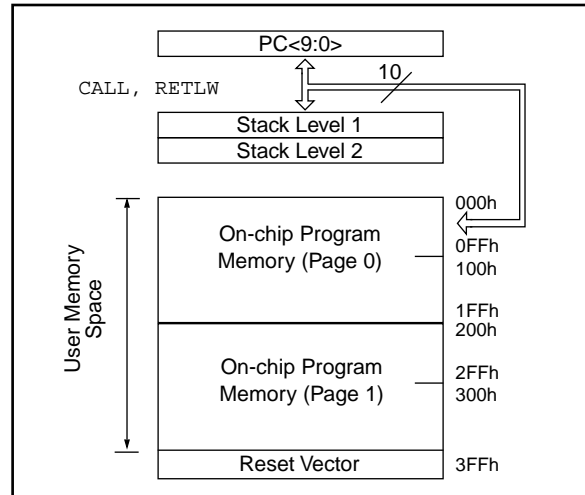 PC<9:0>
10
CALL, RETLW
Stack Level 1
Stack Level 2
000h
On-chip Program
Memory (Page 0)
0FFh
100h
1FFh
200h
User Memory
Space
On-chip Program
Memory (Page 1)
2FFh
300h
Reset Vector
3FFh